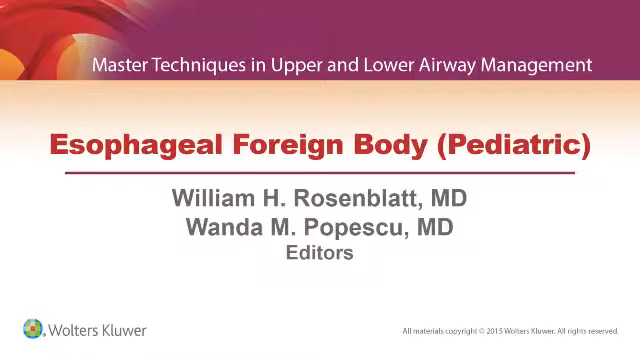 Master Techniques in Upper and Lower Airway Management
Esophageal Foreign Body (Pediatric)
William H. Rosenblatt, MD
Wanda M. Popescu, MD
Editors
Wolters Kluwer
All materials copyright © 2015 Wolters Kluwer. All rights reserved.